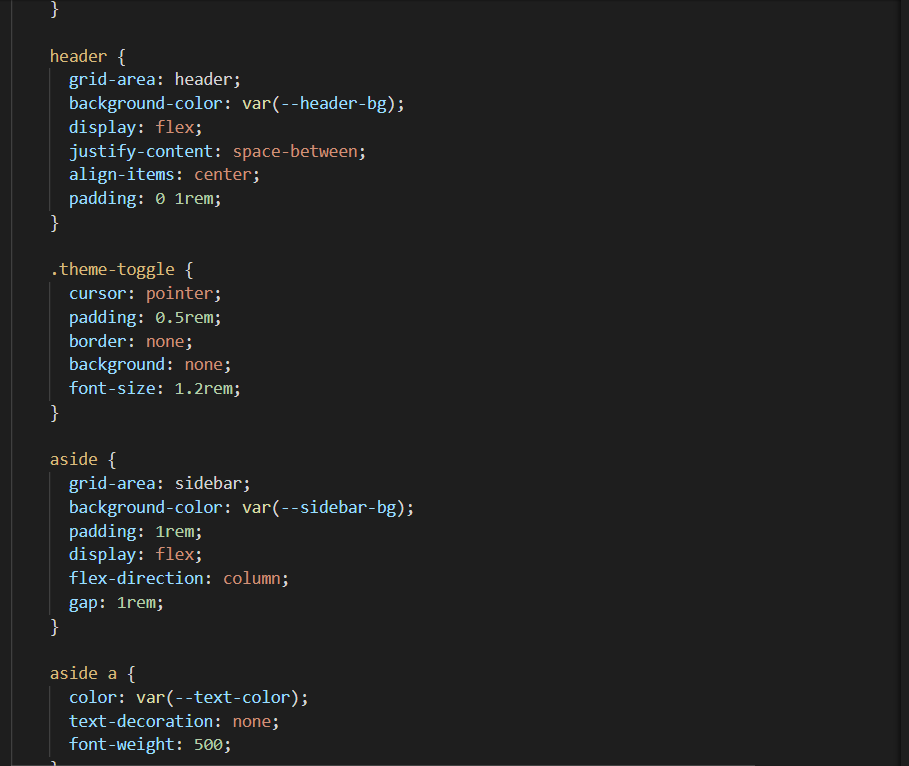 }
header {
grid-area: header;
background-color: var(--header-bg);
display: flex;
justify-content: space-between;
align-items: center;
padding: 0 1rem;
}
.theme-toggle {
cursor: pointer;
padding: 0.5rem;
border: none;
background: none;
font-size: 1.2rem;
}
aside {
grid-area: sidebar;
background-color: var(--sidebar-bg);
padding: 1rem;
display: flex;
flex-direction: column;
gap: 1rem;
}
aside a {
color: var(--text-color);
text-decoration: none;
font-weight: 500;
}